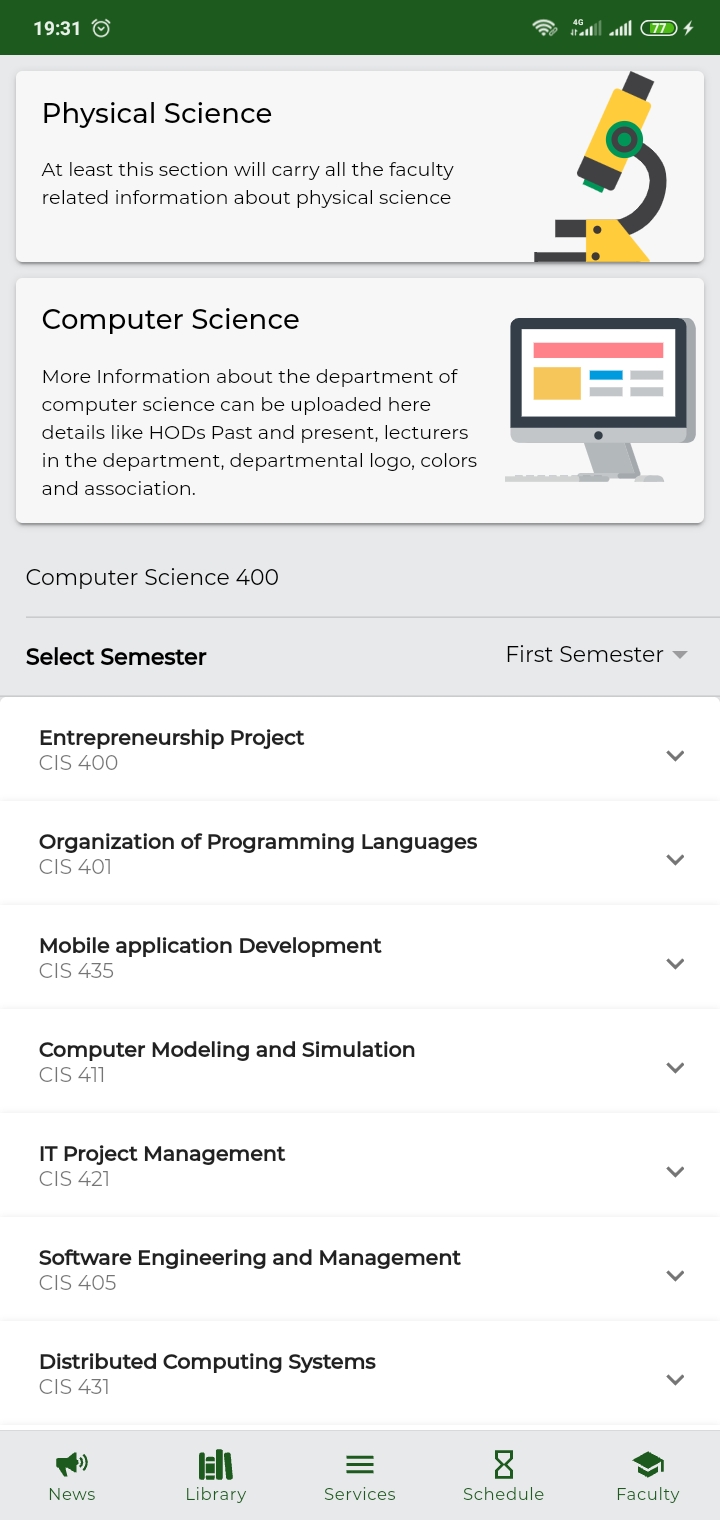 19:31
4G
77
Physical Science
At least this section will carry all the faculty
related information about physical science
Computer Science
More Information about the department of
computer science can be uploaded here
details like HODs Past and present, lecturers
in the department, departmental logo, colors
and association.
Computer Science 400
Select Semester
First Semester
Entrepreneurship Project
CIS 400
Organization of Programming Languages
CIS 401
Mobile application Development
CIS 435
Computer Modeling and Simulation
CIS 411
IT Project Management
CIS 421
Software Engineering and Management
CIS 405
Distributed Computing Systems
CIS 431
News
Library
Services
Schedule
Faculty